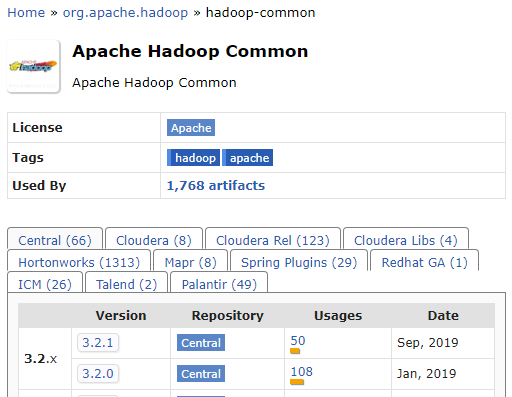 Home » org.apache.hadoop » hadoop-common
hadoop
Apache Hadoop Common
Apache Hadoop Common
License Apache
Tags hadoop apache
Used By 1,768 artifacts
Central (66) Cloudera (8) Cloudera Rel (123) Cloudera Libs (4)
Hortonworks (1313) Mapr (8) Spring Plugins (29) Redhat GA (1)
ICM (26) Talend (2) Palantir (49)
Version Repository Usages Date
3.2.x
3.2.1 Central 50 Sep, 2019
3.2.0 Central 108 Jan, 2019